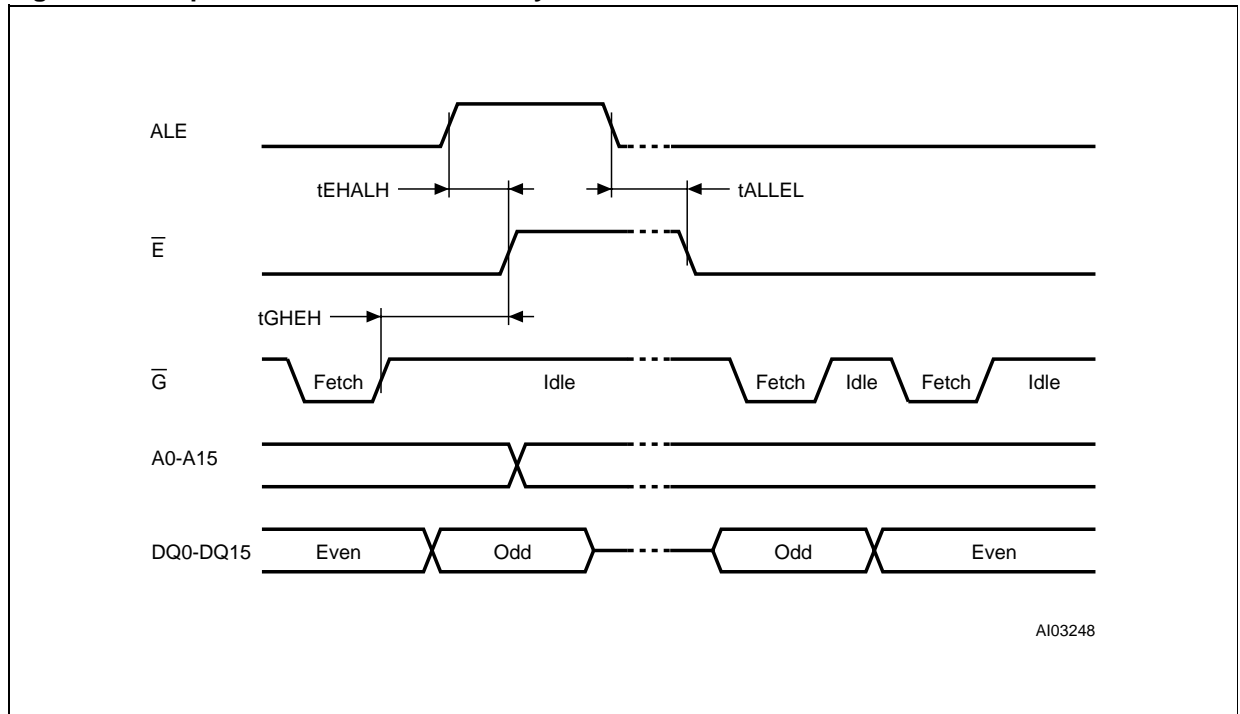 ALE
tEHALH
tALLEL
E
tGHEH
G
Fetch Idle Fetch Idle Fetch Idle
A0-A15
DQ0-DQ15 Even Odd Odd Even
AI03248